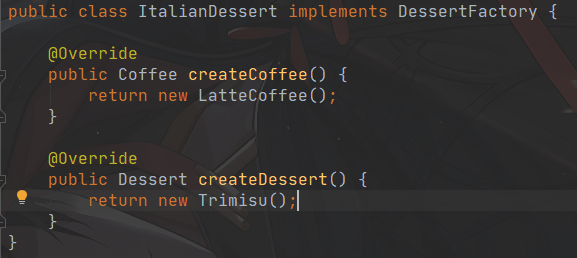 public class ItalianDessert implements DessertFactory {
@Override
public Coffee createCoffee() {
return new LatteCoffee();
}
@Override
public Dessert createDessert() {
return new Trimisu();
}
}